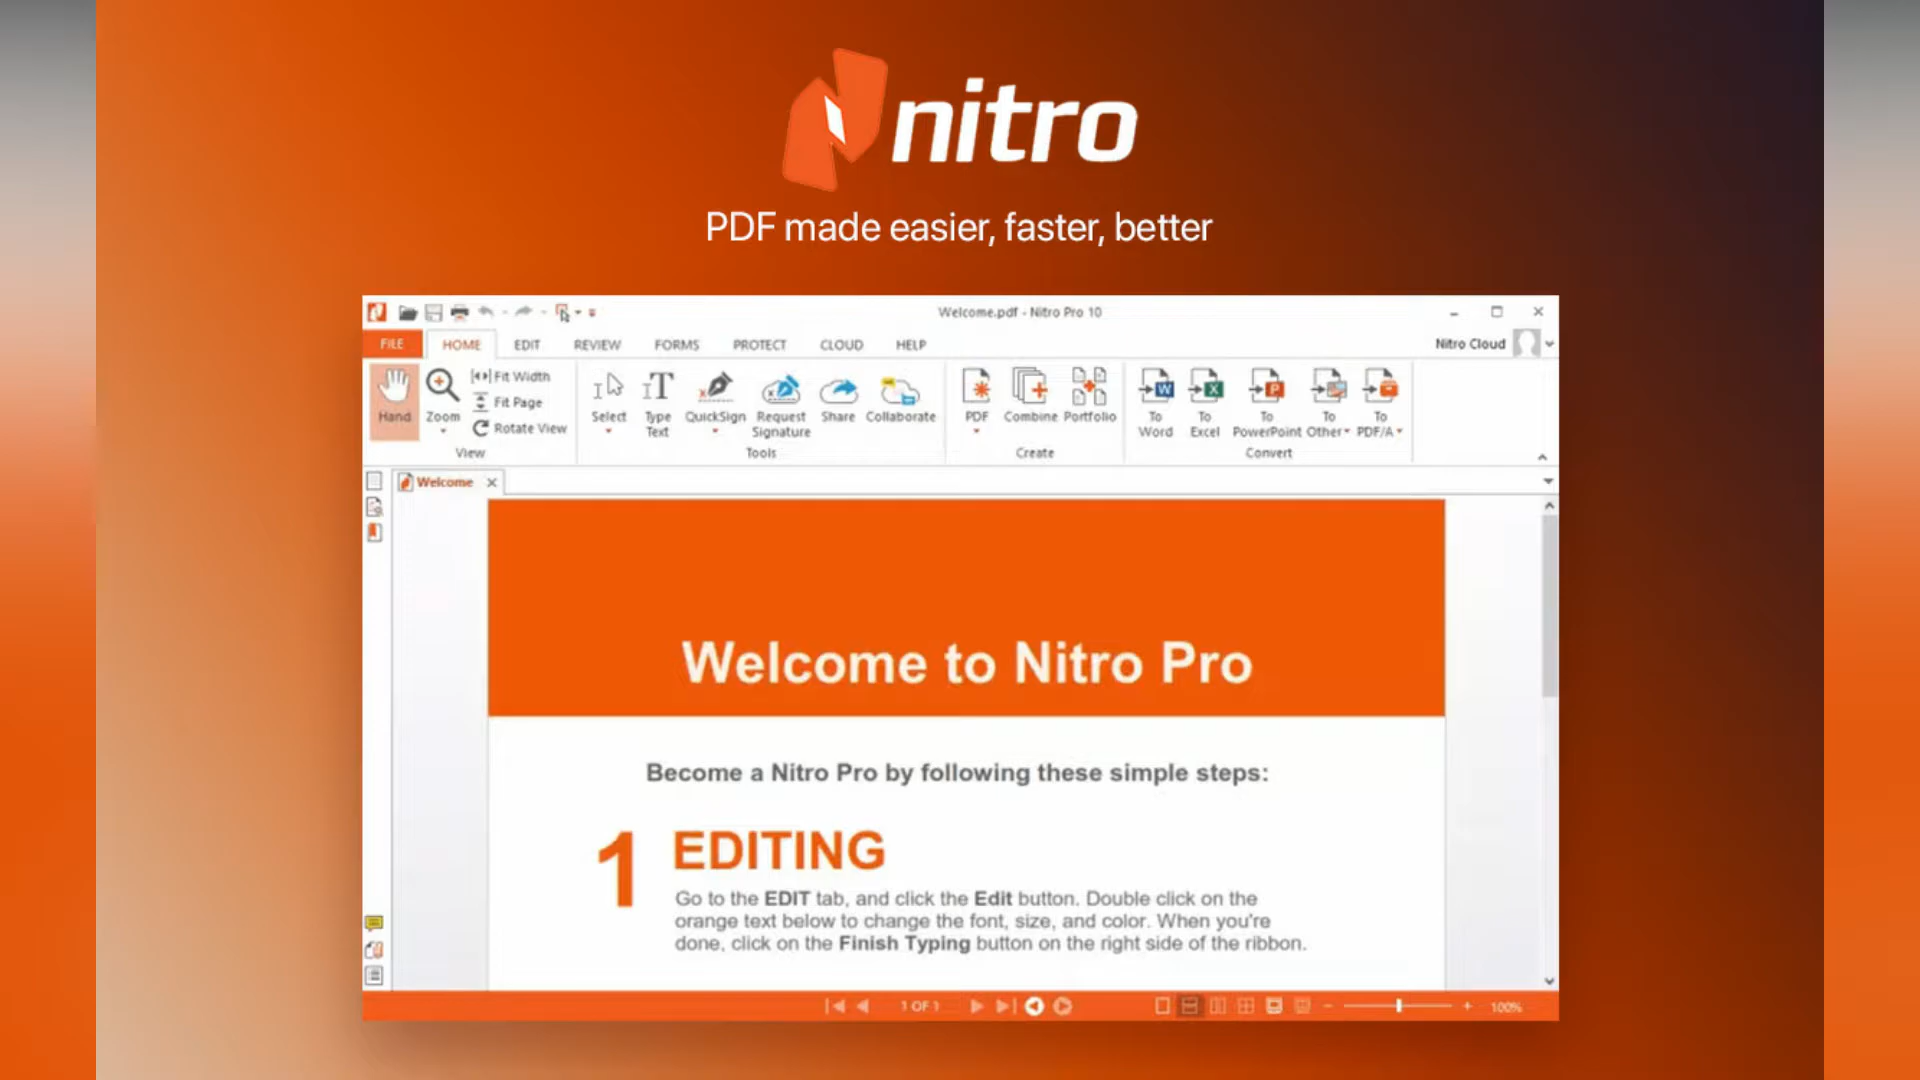 nitro
PDF made easier, faster, better
Welcome.pdf - Nitro Pro 10
FILE HOME EDIT REVIEW FORMS PROTECT CLOUD HELP Nitro Cloud
Hand
Zoom
Fit Width
Fit Page
Rotate View
View
Select
Type
Text
QuickSign
Request
Signature
Share
Collaborate
Tools
PDF
Combine
Portfolio
Create
To
Word
To
Excel
To
PowerPoint
To
Other
To
PDF/A
Convert
Welcome
Welcome to Nitro Pro
Become a Nitro Pro by following these simple steps:
1 EDITING
Go to the EDIT tab, and click the Edit button. Double click on the
orange text below to change the font, size, and color. When you're
done, click on the Finish Typing button on the right side of the ribbon.
1 OF 1
100%